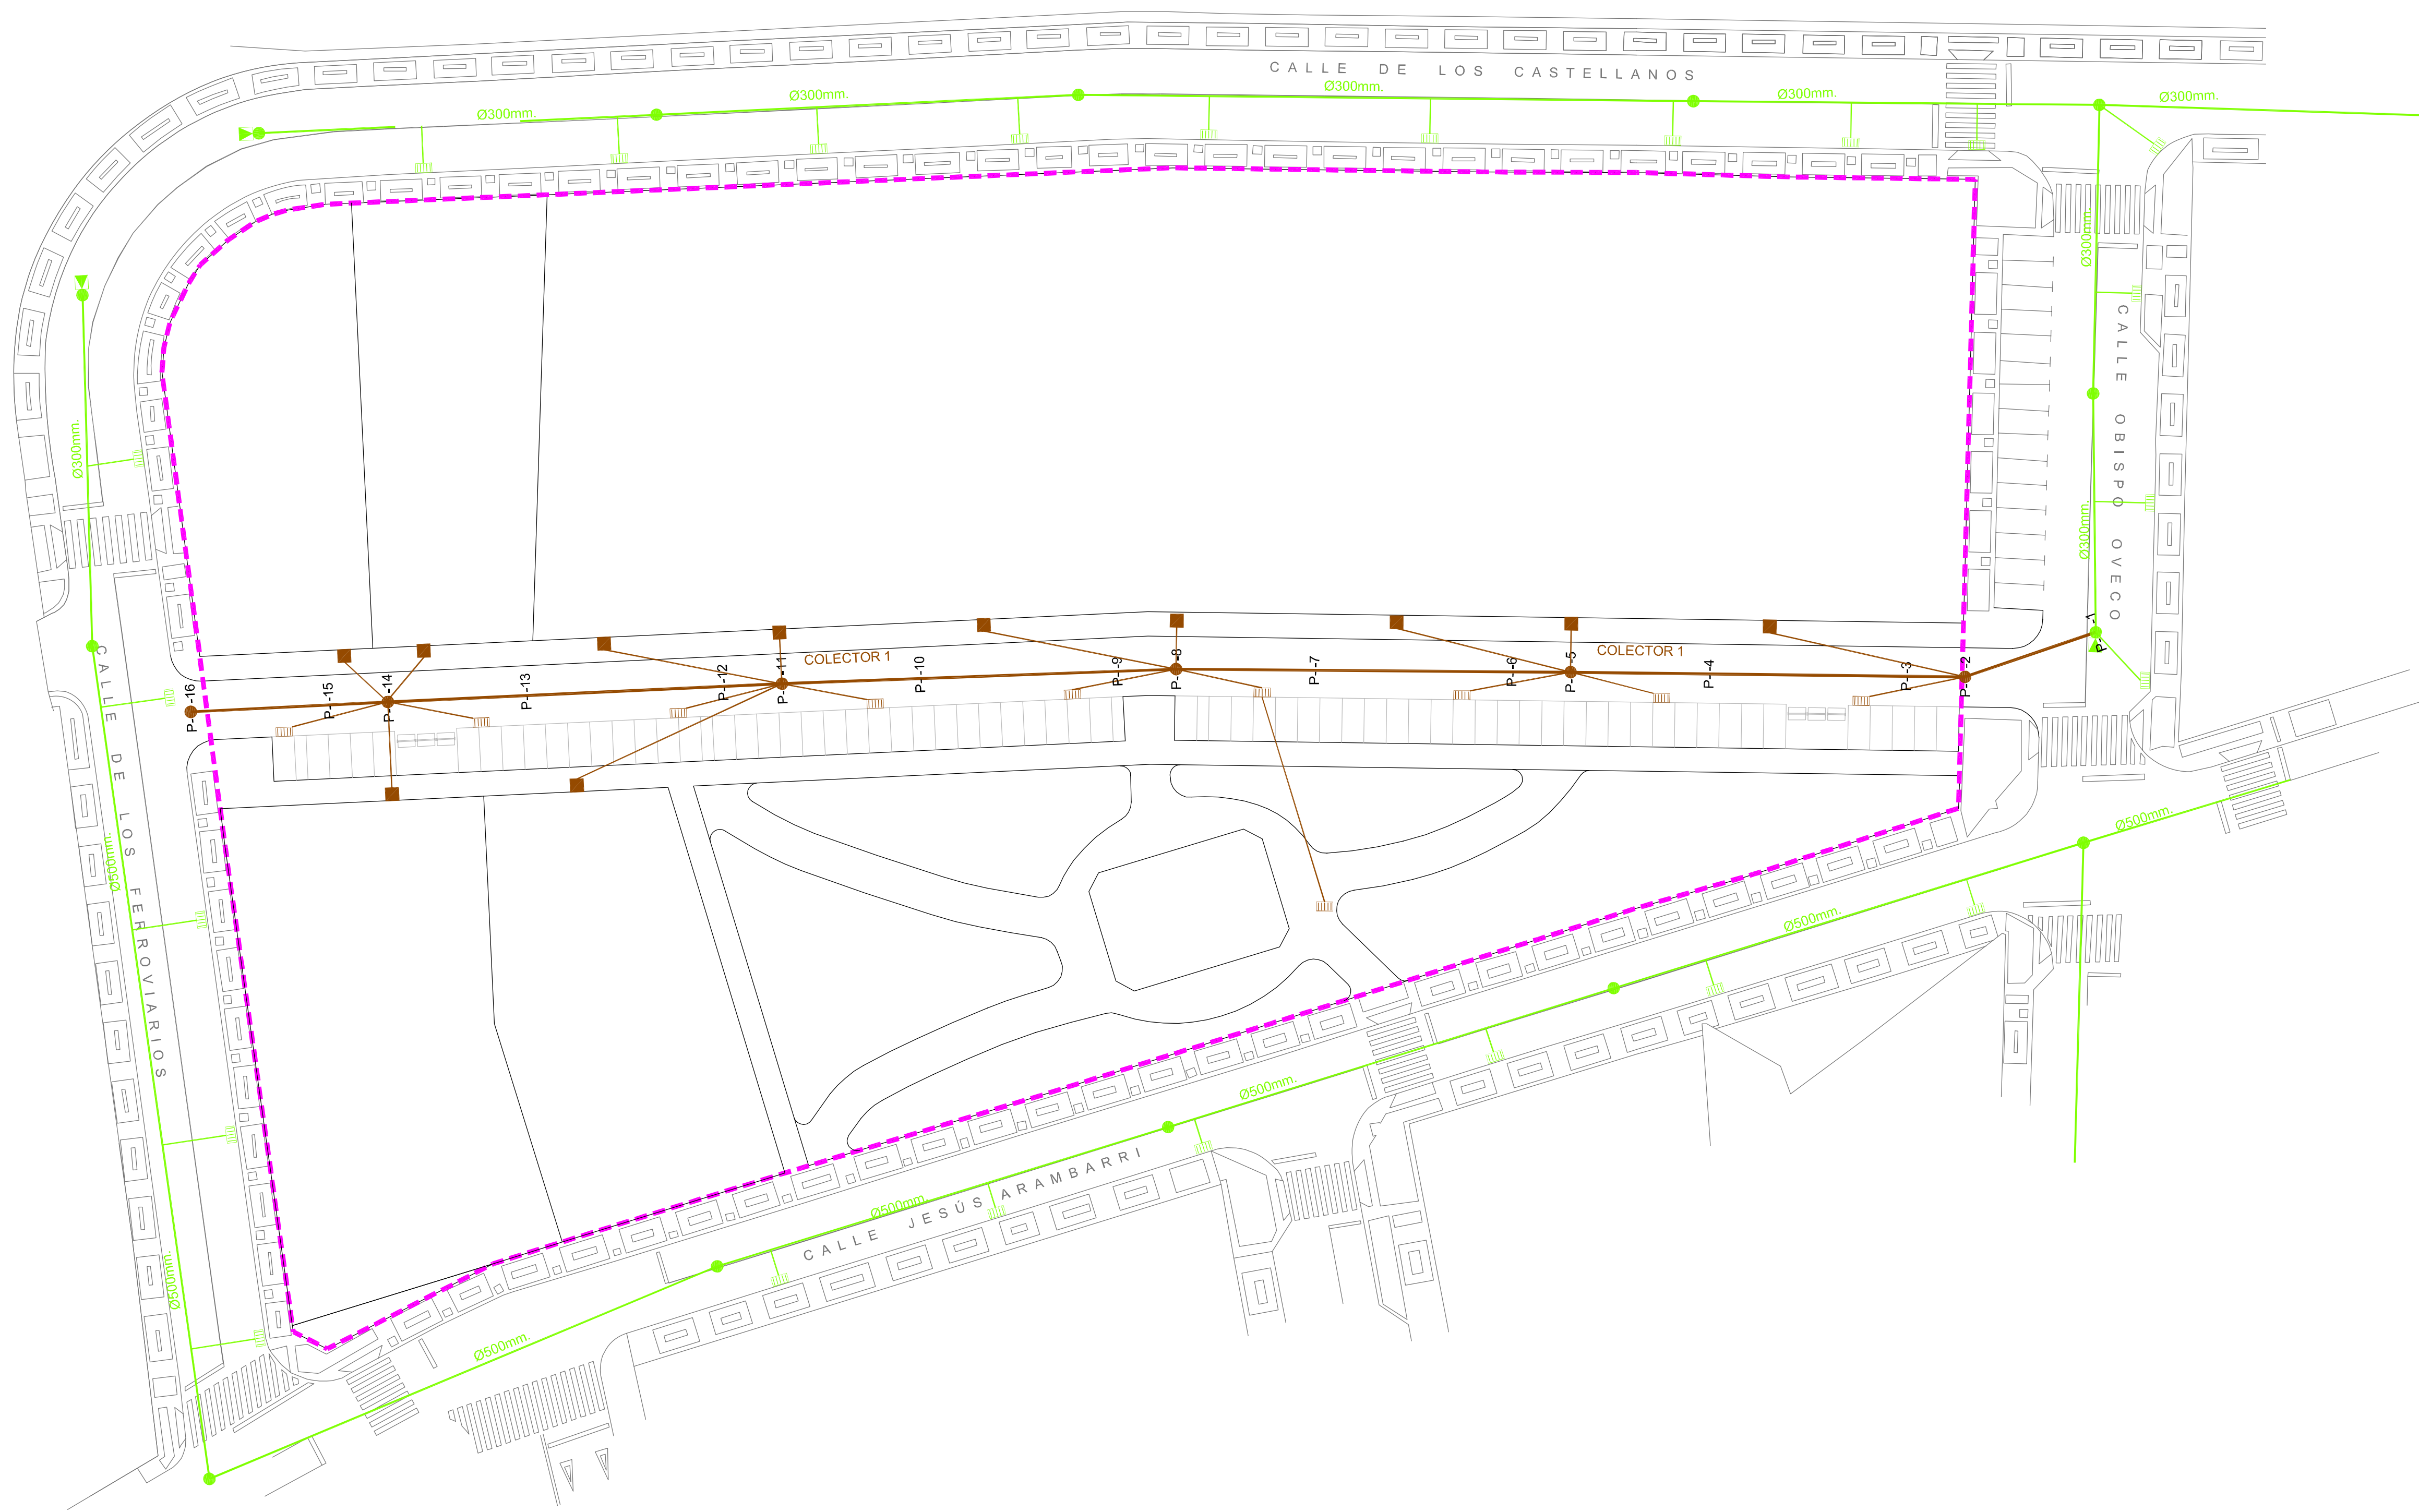 CALLE DE LOS CASTELLANOS
Ø300mm.
Ø300mm.
Ø300mm.
Ø300mm.
Ø300mm.
Ø300mm.
Ø300mm.
Ø300mm.
CALLE OBISPO OVECO
COLECTOR 1
COLECTOR 1
P.-16
P.-15
P.-14
P.-13
P.-12
P.-11
P.-10
P.-9
P.-8
P.-7
P.-6
P.-5
P.-4
P.-3
P.-2
CALLE DE LOS FERROVIARIOS
Ø500mm.
Ø500mm.
Ø500mm.
Ø500mm.
Ø500mm.
Ø500mm.
Ø500mm.
CALLE JESÚS ARAMBARRI